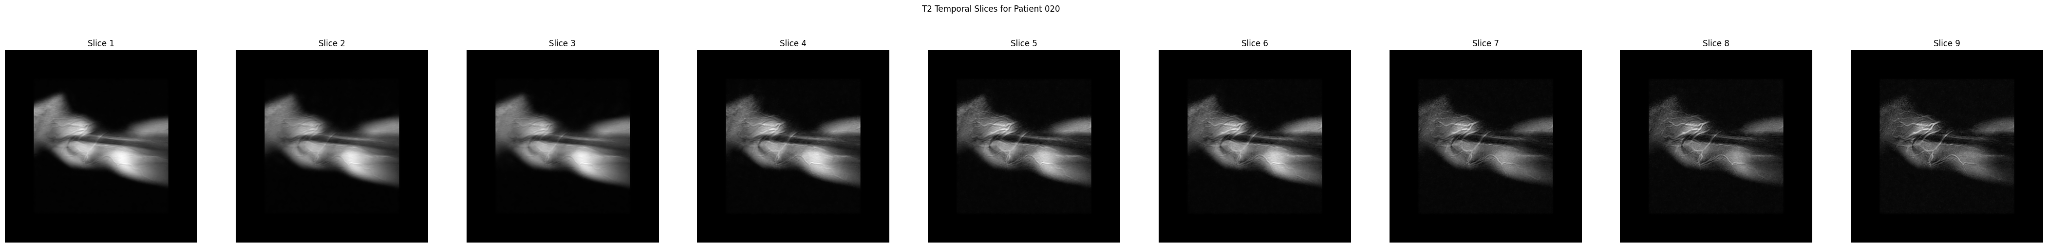 T2 Temporal Slices for Patient 020
Slice 1
Slice 2
Slice 3
Slice 4
Slice 5
Slice 6
Slice 7
Slice 8
Slice 9